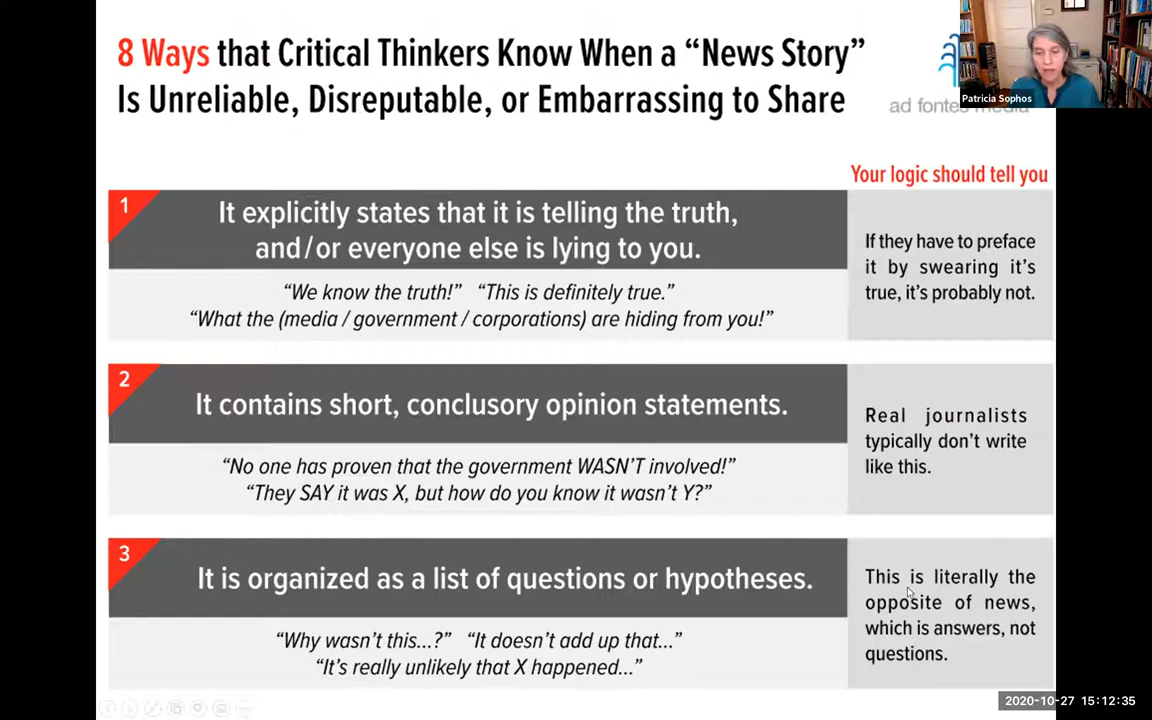 8 Ways that Critical Thinkers Know When a “News Story”
Is Unreliable, Disreputable, or Embarrassing to Share
Patricia Sophos
ad fontes media
Your logic should tell you
1
It explicitly states that it is telling the truth,
and/or everyone else is lying to you.
“We know the truth!” “This is definitely true.”
“What the (media / government / corporations) are hiding from you!”
If they have to preface
it by swearing it’s
true, it’s probably not.
2
It contains short, conclusory opinion statements.
“No one has proven that the government WASN’T involved!”
“They SAY it was X, but how do you know it wasn’t Y?”
Real journalists
typically don’t write
like this.
3
It is organized as a list of questions or hypotheses.
“Why wasn’t this...?” “It doesn’t add up that...”
“It’s really unlikely that X happened...”
This is literally the
opposite of news,
which is answers, not
questions.
2020-10-27 15:12:35